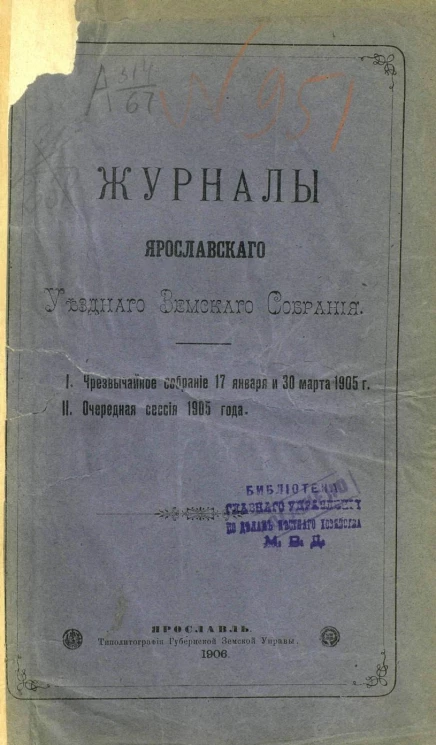 А 314
67
№ 951
ЖУРНАЛЫ
ЯРОСЛАВСКАГО
Уѣзднаго Земскаго Собранія.
I. Чрезвычайное собраніе 17 января и 30 марта 1905 г.
II. Очередная сессія 1905 года.
БИБЛІОТЕКА
ГЛАВНАГО УПРАВЛЕНІЯ
ПО ДѢЛАМЪ МѢСТНАГО ХОЗЯЙСТВА
М. В. Д.
ЯРОСЛАВЛЬ.
Типолитографія Губернской Земской Управы.
1906.